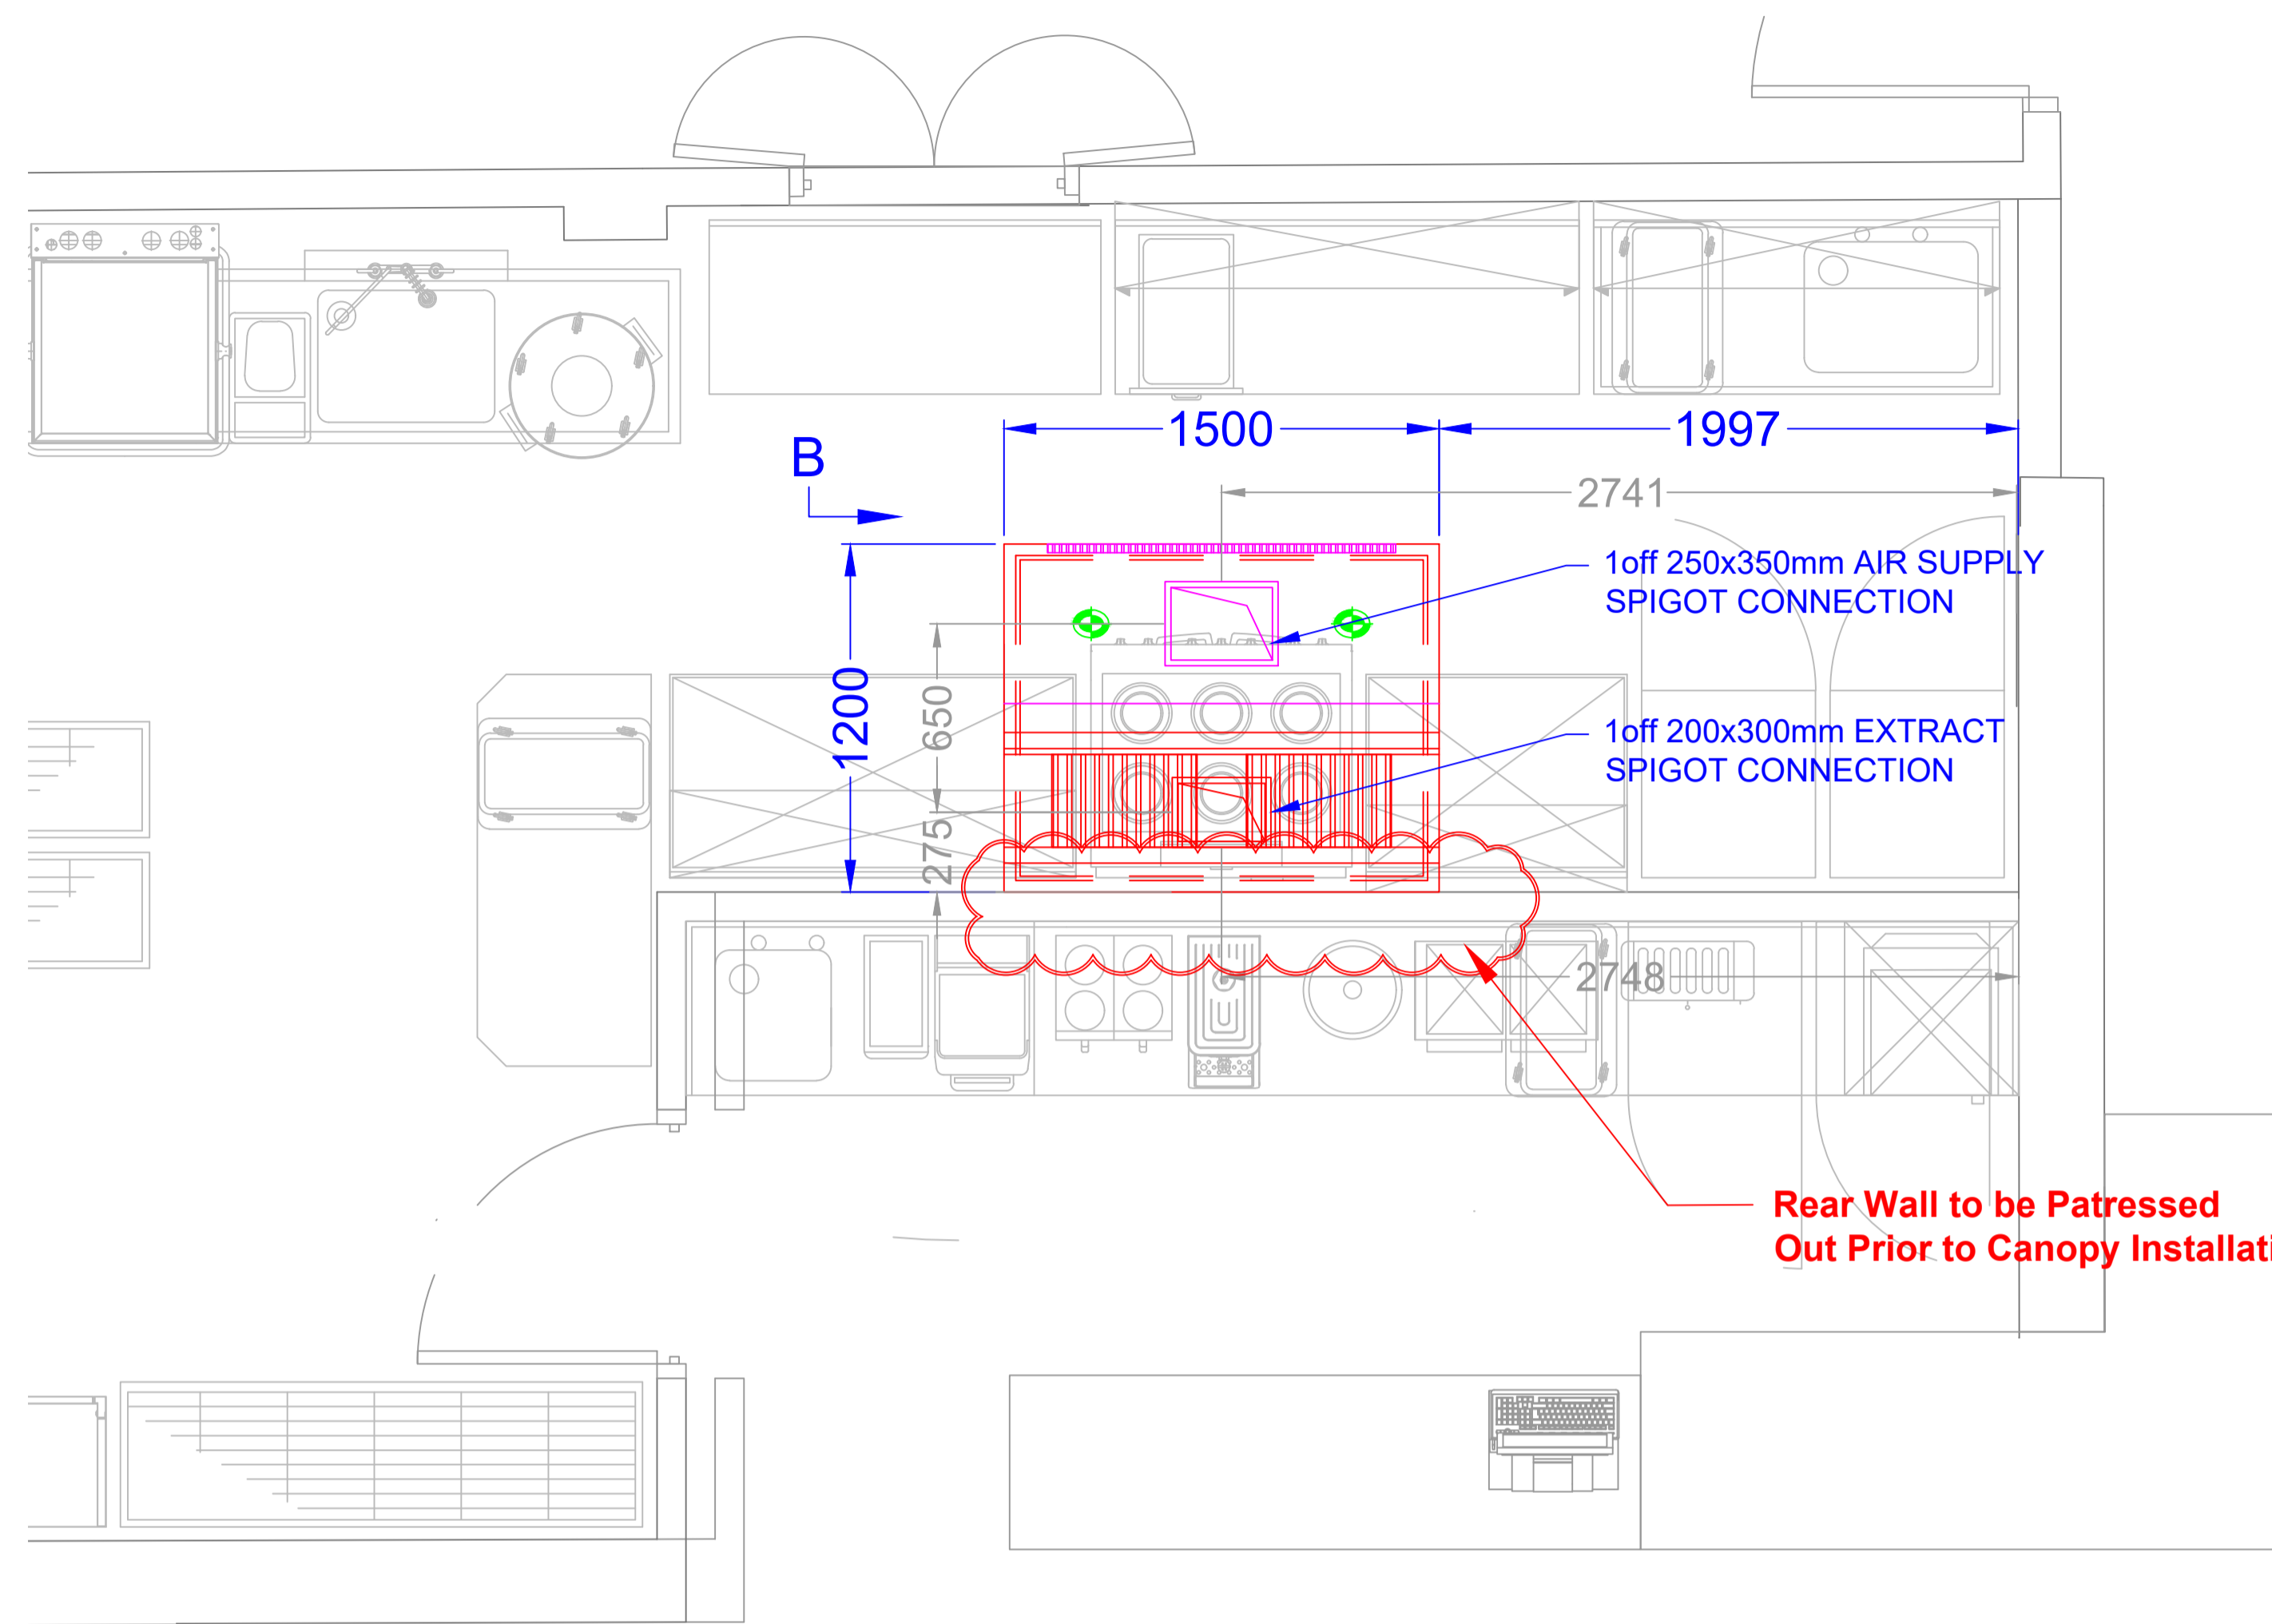 1500
1997
B
2741
1off 250x350mm AIR SUPPLY
SPIGOT CONNECTION
1200
650
1off 200x300mm EXTRACT
SPIGOT CONNECTION
275
2748
Rear Wall to be Patressed
Out Prior to Canopy Installati